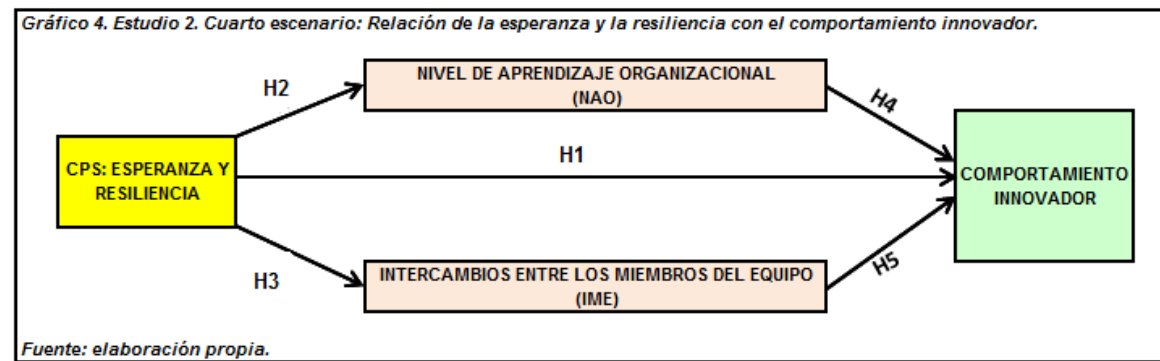 Gráfico 4. Estudio 2. Cuarto escenario: Relación de la esperanza y la resiliencia con el comportamiento innovador.
NIVEL DE APRENDIZAJE ORGANIZACIONAL
(NAO)
H2
H4
H1
CPS: ESPERANZA Y
RESILIENCIA
COMPORTAMIENTO
INNOVADOR
H3
H5
INTERCAMBIOS ENTRE LOS MIEMBROS DEL EQUIPO
(IME)
Fuente: elaboración propia.